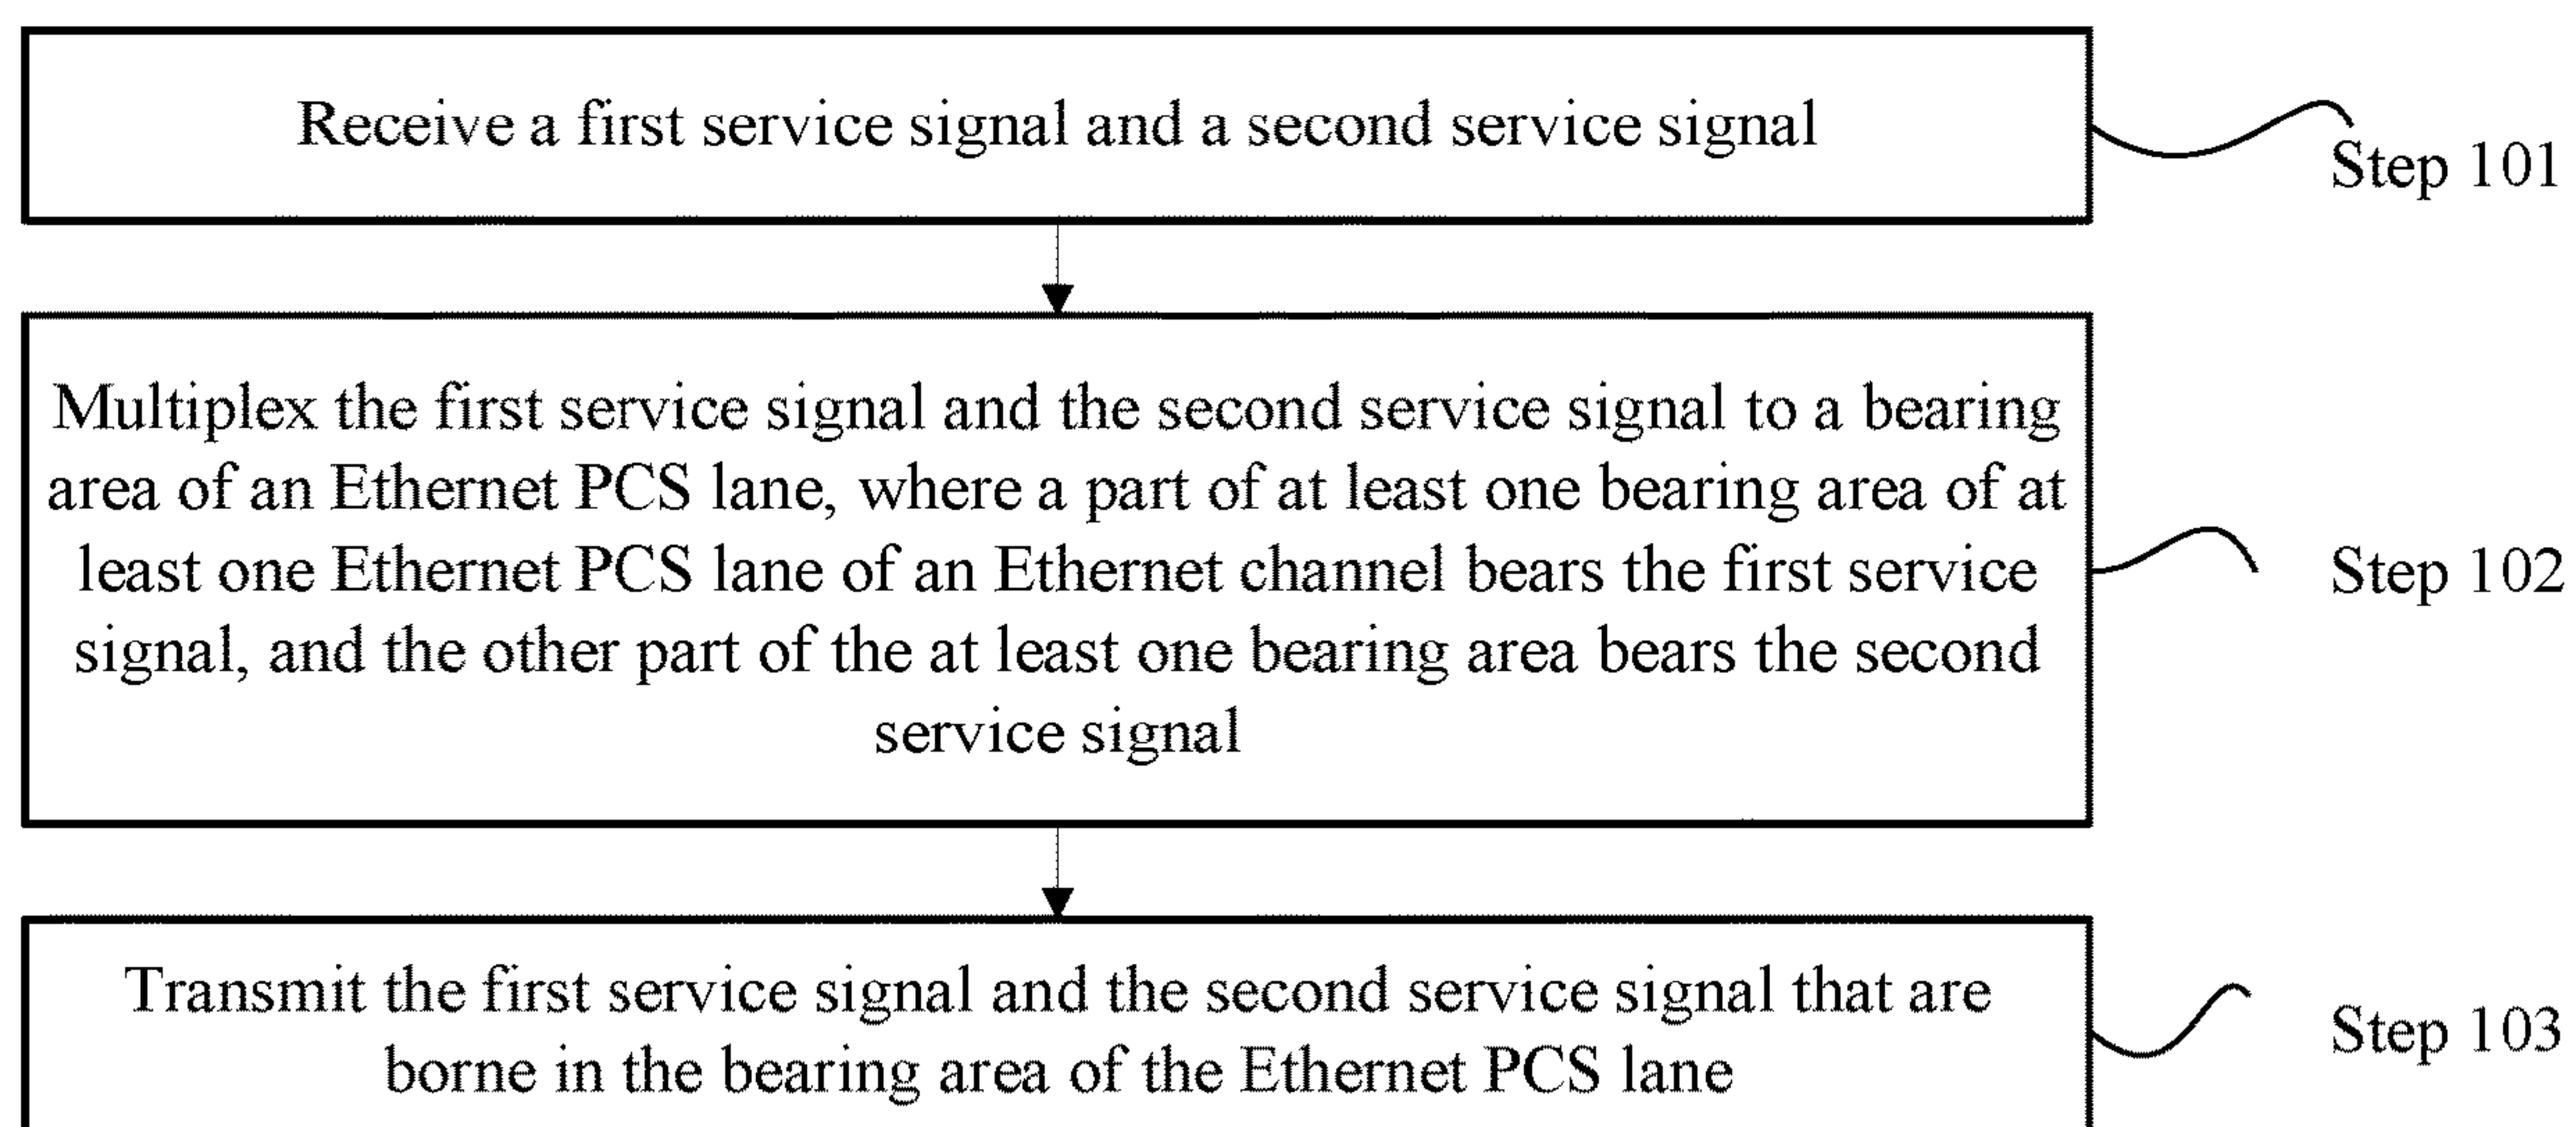 Receive a first service signal and a second service signal
Step 101
Multiplex the first service signal and the second service signal to a bearing
area of an Ethernet PCS lane, where a part of at least one bearing area of at
least one Ethernet PCS lane of an Ethernet channel bears the first service
signal, and the other part of the at least one bearing area bears the second
service signal
Step 102
Transmit the first service signal and the second service signal that are
borne in the bearing area of the Ethernet PCS lane
Step 103